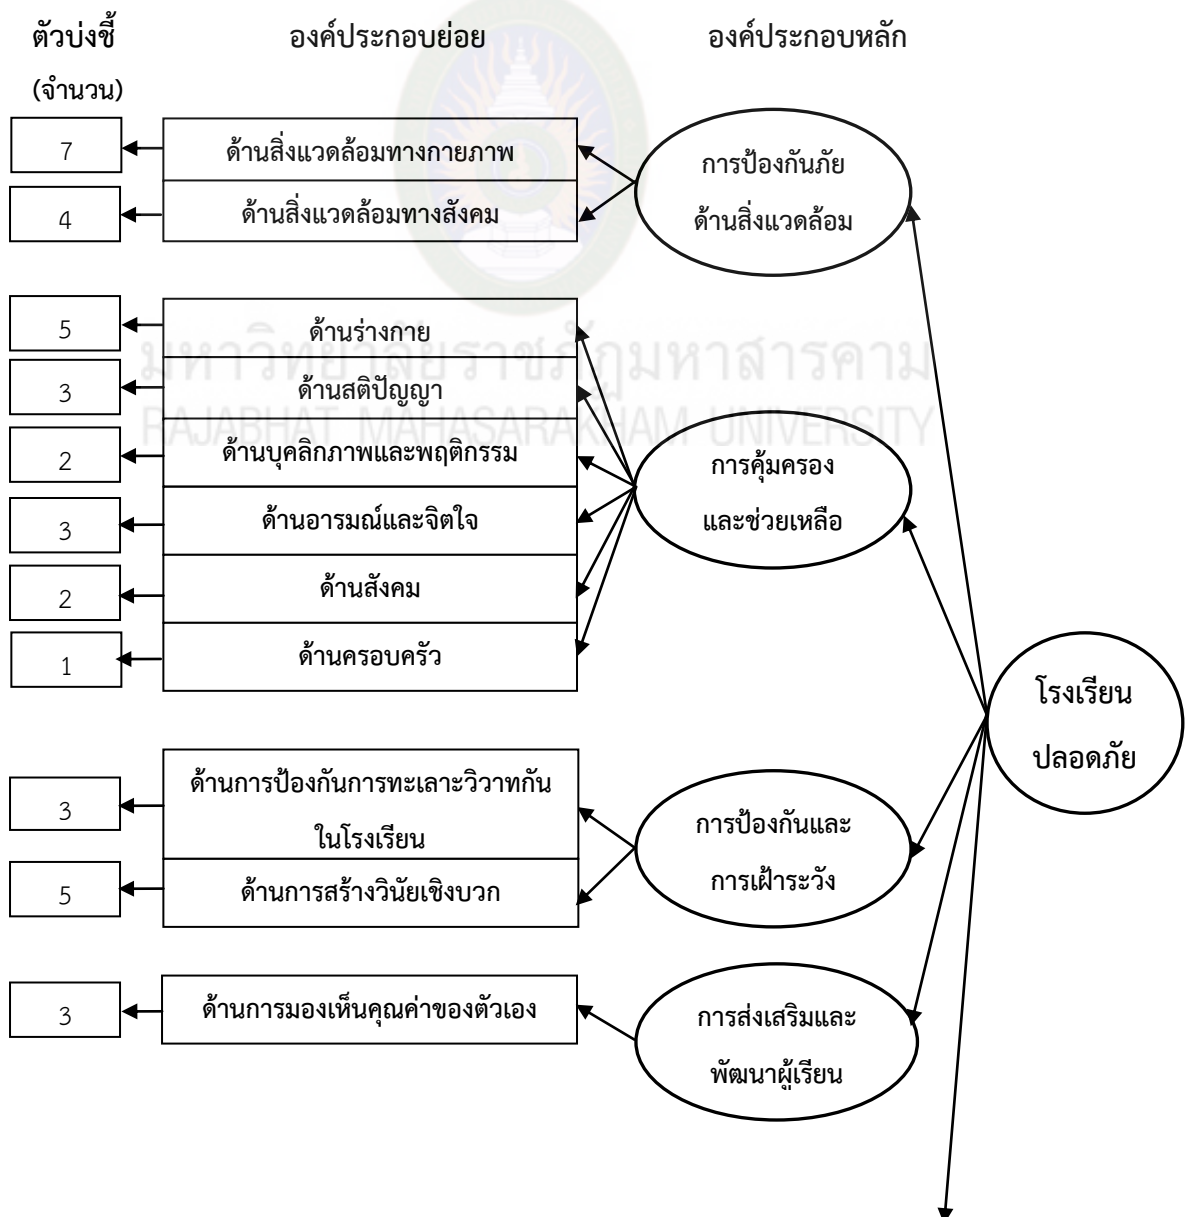 ตัวบ่งชี้ องค์ประกอบย่อย องค์ประกอบหลัก
(จำนวน)
7 ด้านสิ่งแวดล้อมทางกายภาพ
4 ด้านสิ่งแวดล้อมทางสังคม
การป้องกันภัย
ด้านสิ่งแวดล้อม
5 ด้านร่างกาย
มหาวิทยาลัยราชภัฏมหาสารคาม
3 ด้านสติปัญญา
RAJABHAT MAHASARAKHAM UNIVERSITY
2 ด้านบุคลิกภาพและพฤติกรรม
3 ด้านอารมณ์และจิตใจ
2 ด้านสังคม
1 ด้านครอบครัว
การคุ้มครอง
และช่วยเหลือ
โรงเรียน
ปลอดภัย
3 ด้านการป้องกันการทะเลาะวิวาทกัน
ในโรงเรียน
5 ด้านการสร้างวินัยเชิงบวก
การป้องกันและ
การเฝ้าระวัง
3 ด้านการมองเห็นคุณค่าของตัวเอง
การส่งเสริมและ
พัฒนาผู้เรียน